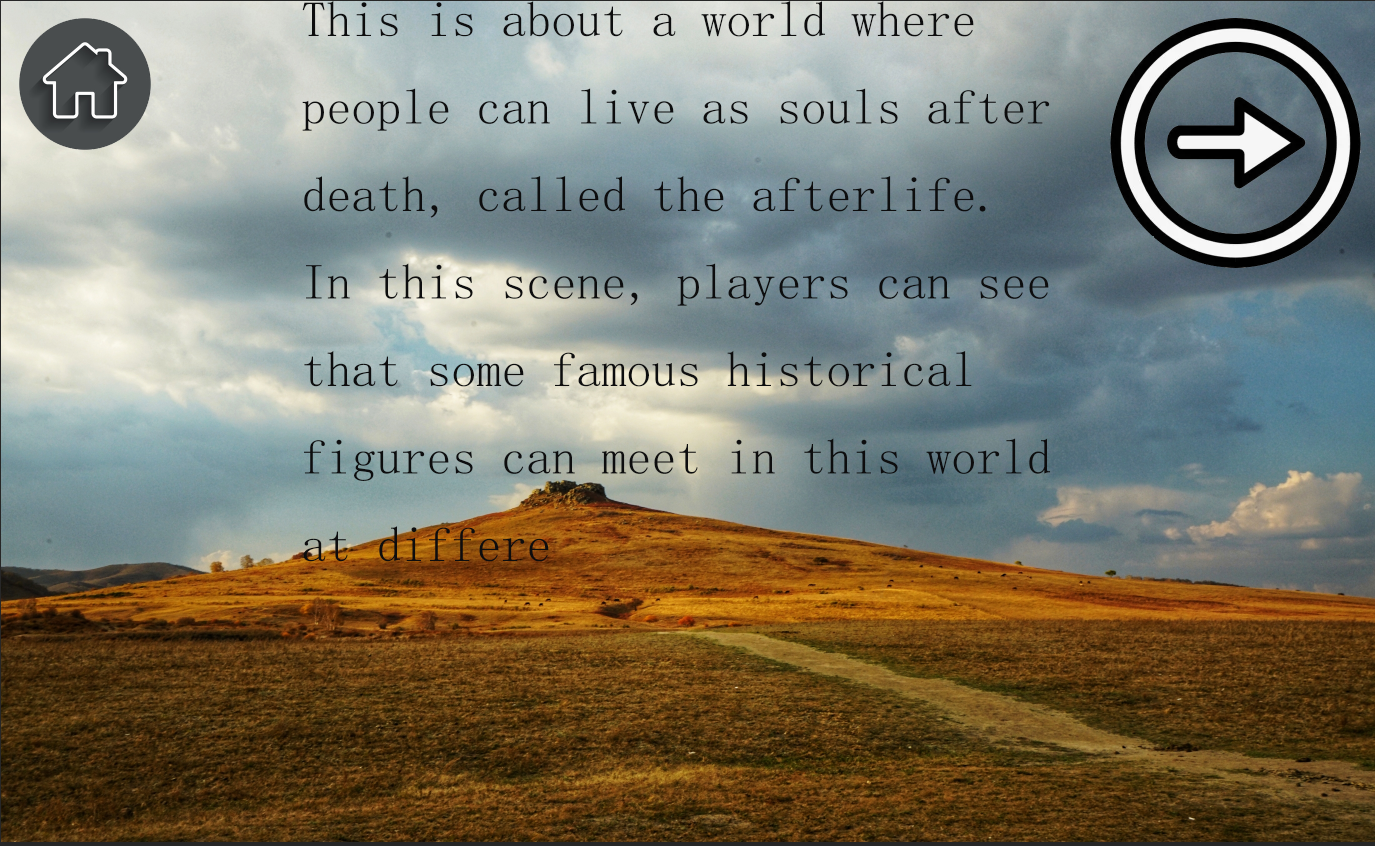 This is about a world where
people can live as souls after
death, called the afterlife.
In this scene, players can see
that some famous historical
figures can meet in this world
at differe